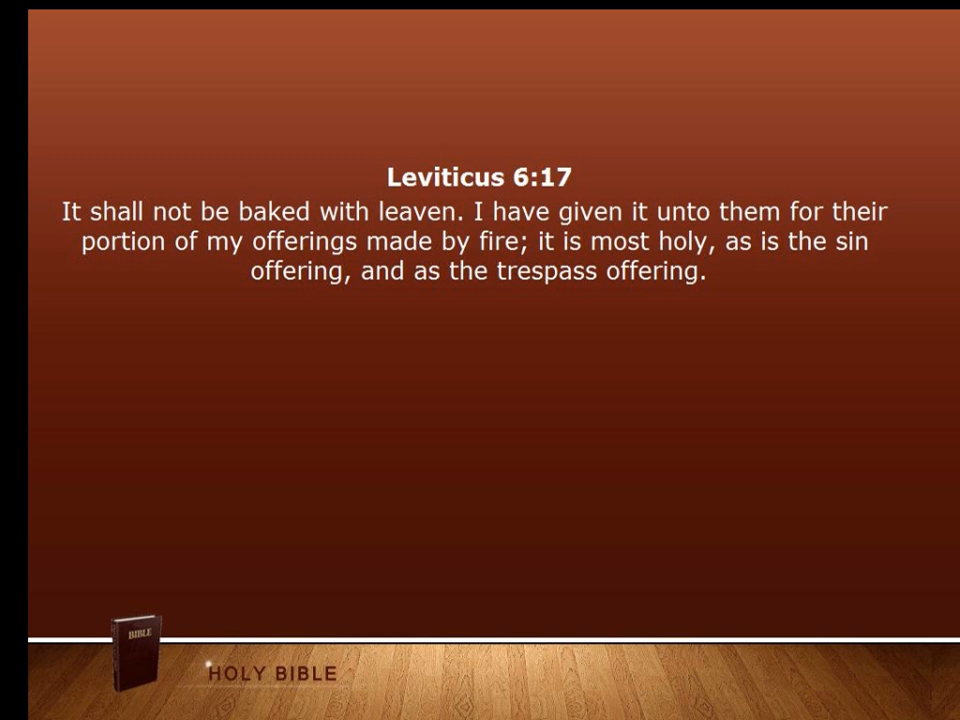 Leviticus 6:17
It shall not be baked with leaven. I have given it unto them for their
portion of my offerings made by fire; it is most holy, as is the sin
offering, and as the trespass offering.
BIBLE
HOLY BIBLE